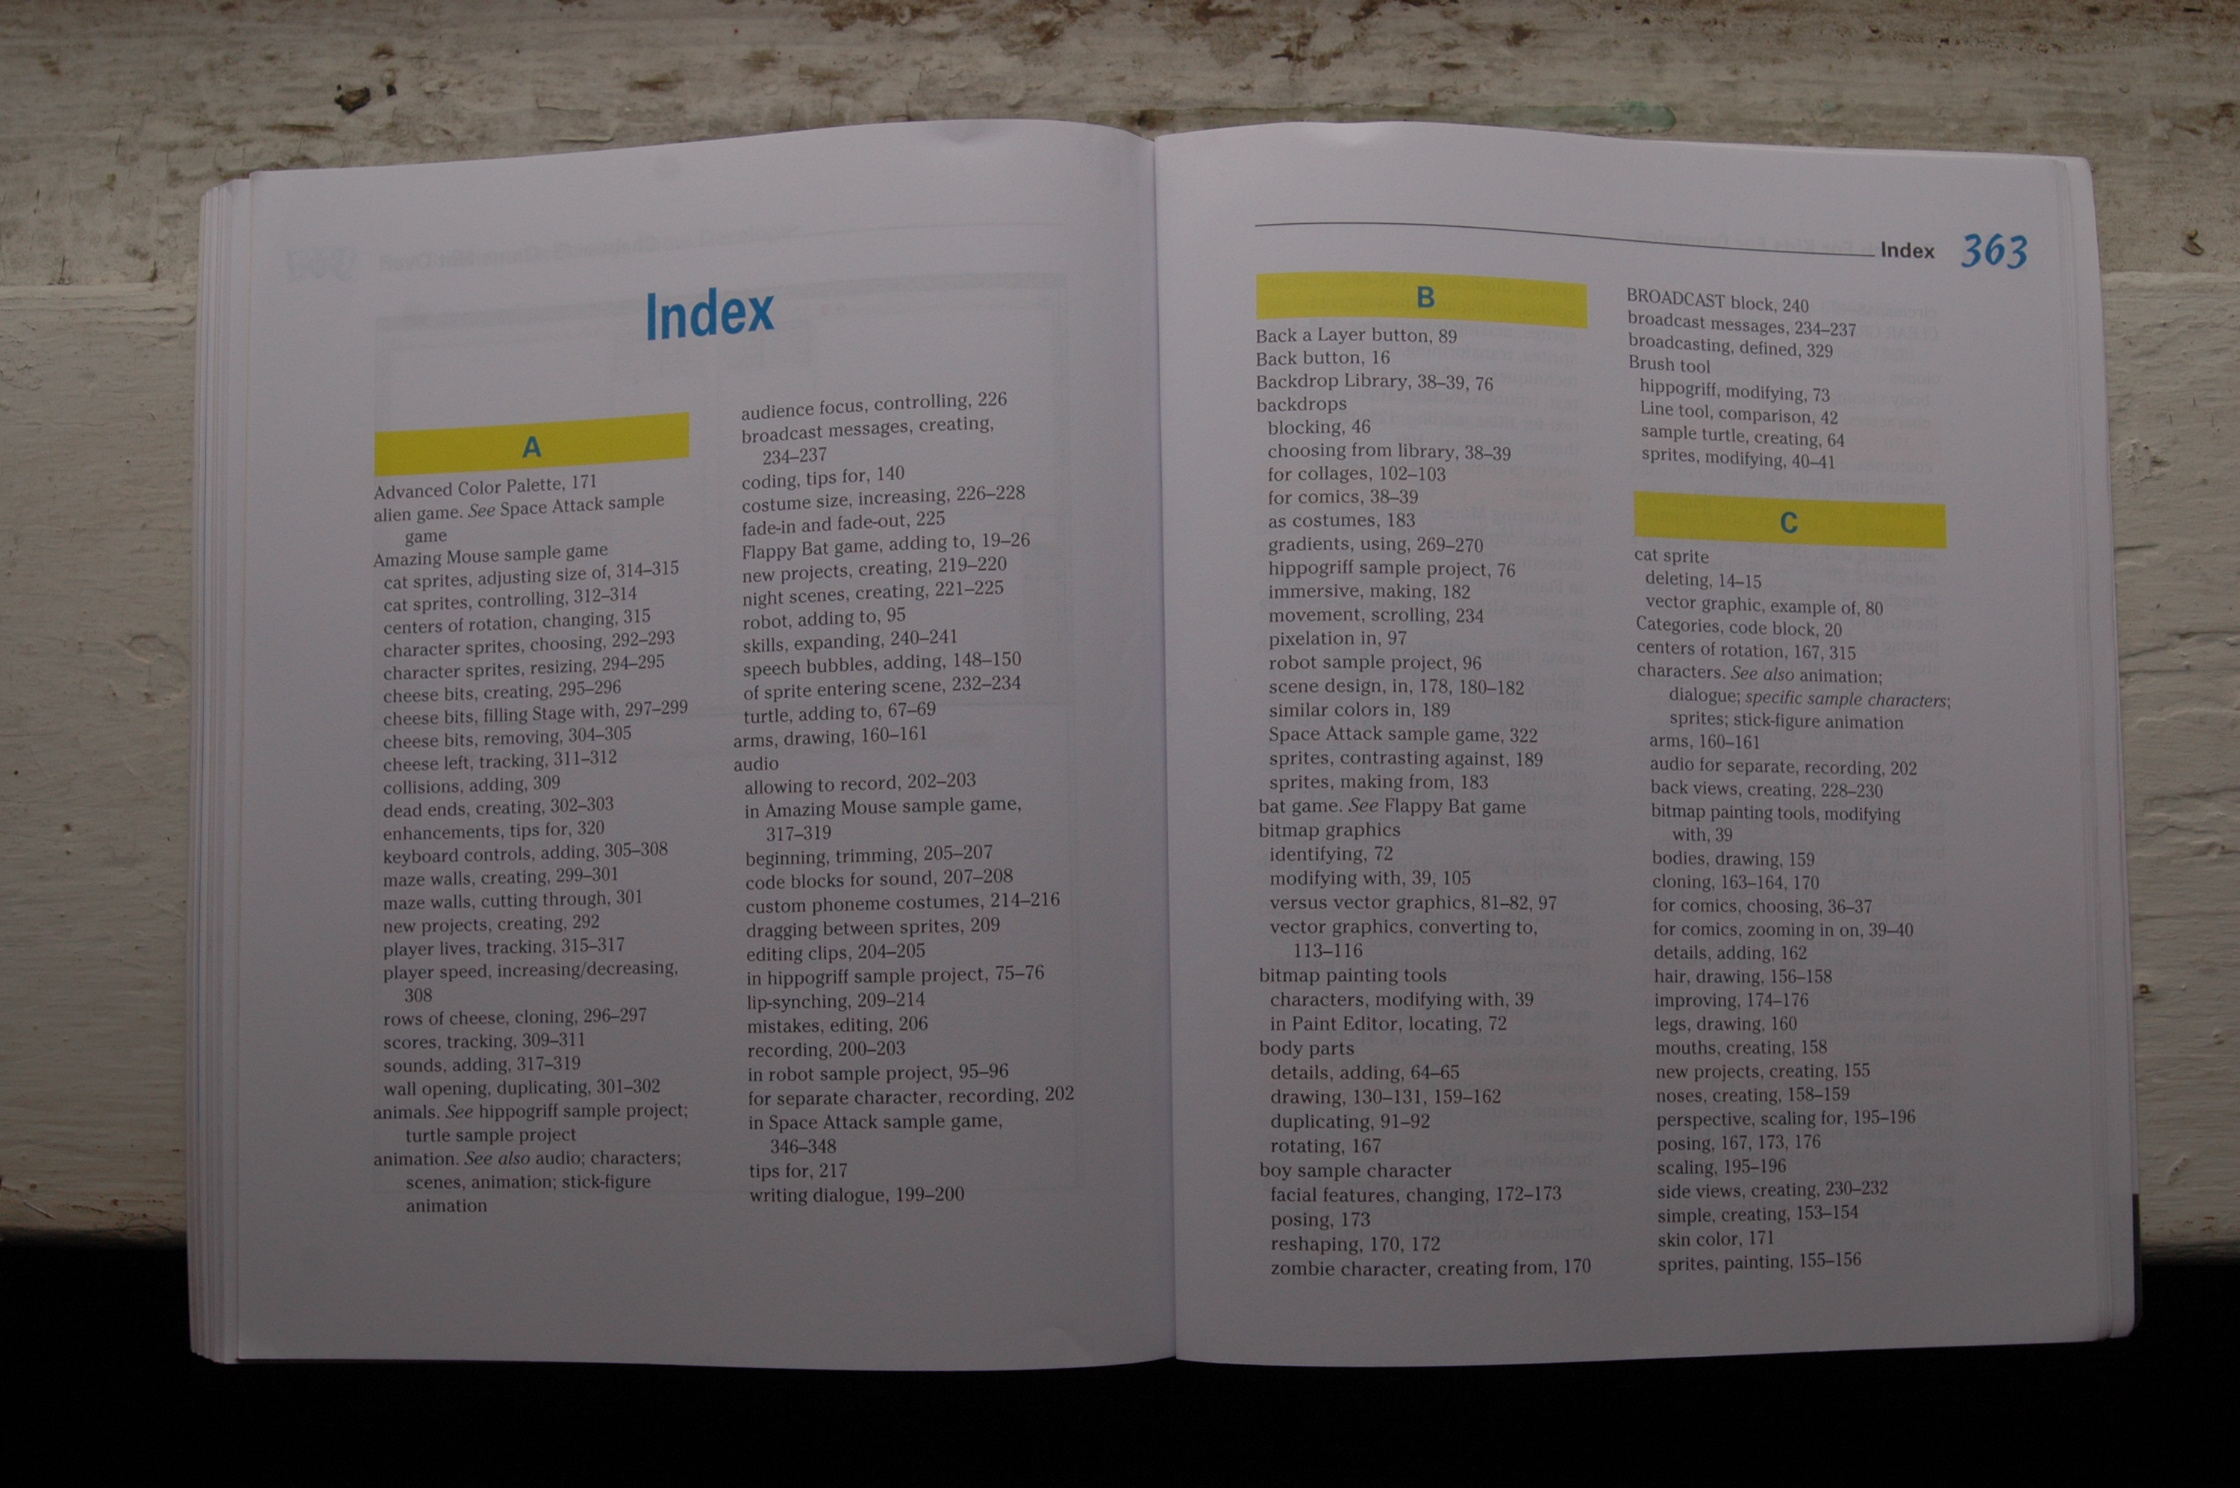 Index
A
Advanced Color Palette, 171
alien game. See Space Attack sample
game
Amazing Mouse sample game
cat sprites, adjusting size of, 314–315
cat sprites, controlling, 312–314
centers of rotation, changing, 315
character sprites, choosing, 292–293
character sprites, resizing, 294–295
cheese bits, creating, 295–296
cheese bits, filling Stage with, 297–299
cheese bits, removing, 304–305
cheese left, tracking, 311–312
collisions, adding, 309
dead ends, creating, 302–303
enhancements, tips for, 320
keyboard controls, adding, 305–308
maze walls, creating, 299–301
maze walls, cutting through, 301
new projects, creating, 292
player lives, tracking, 315–317
player speed, increasing/decreasing,
308
rows of cheese, cloning, 296–297
scores, tracking, 309–311
sounds, adding, 317–319
wall opening, duplicating, 301–302
animals. See hippogriff sample project;
turtle sample project
animation. See also audio; characters;
scenes, animation; stick-figure
animation
audience focus, controlling, 226
broadcast messages, creating,
234–237
coding, tips for, 140
costume size, increasing, 226–228
fade-in and fade-out, 225
Flappy Bat game, adding to, 19–26
new projects, creating, 219–220
night scenes, creating, 221–225
robot, adding to, 95
skills, expanding, 240–241
speech bubbles, adding, 148–150
of sprite entering scene, 232–234
turtle, adding to, 67–69
arms, drawing, 160–161
audio
allowing to record, 202–203
in Amazing Mouse sample game,
317–319
beginning, trimming, 205–207
code blocks for sound, 207–208
custom phoneme costumes, 214–216
dragging between sprites, 209
editing clips, 204–205
in hippogriff sample project, 75–76
lip-synching, 209–214
mistakes, editing, 206
recording, 200–203
in robot sample project, 95–96
for separate character, recording, 202
in Space Attack sample game,
346–348
tips for, 217
writing dialogue, 199–200
Index 363
B
Back a Layer button, 89
Back button, 16
Backdrop Library, 38–39, 76
backdrops
blocking, 46
choosing from library, 38–39
for collages, 102–103
for comics, 38–39
as costumes, 183
gradients, using, 269–270
hippogriff sample project, 76
immersive, making, 182
movement, scrolling, 234
pixelation in, 97
robot sample project, 96
scene design, in, 178, 180–182
similar colors in, 189
Space Attack sample game, 322
sprites, contrasting against, 189
sprites, making from, 183
bat game. See Flappy Bat game
bitmap graphics
identifying, 72
modifying with, 39, 105
versus vector graphics, 81–82, 97
vector graphics, converting to,
113–116
bitmap painting tools
characters, modifying with, 39
in Paint Editor, locating, 72
body parts
details, adding, 64–65
drawing, 130–131, 159–162
duplicating, 91–92
rotating, 167
boy sample character
facial features, changing, 172–173
posing, 173
reshaping, 170, 172
zombie character, creating from, 170
BROADCAST block, 240
broadcast messages, 234–237
broadcasting, defined, 329
Brush tool
hippogriff, modifying, 73
Line tool, comparison, 42
sample turtle, creating, 64
sprites, modifying, 40–41
C
cat sprite
deleting, 14–15
vector graphic, example of, 80
Categories, code block, 20
centers of rotation, 167, 315
characters. See also animation;
dialogue; specific sample characters;
sprites; stick-figure animation
arms, 160–161
audio for separate, recording, 202
back views, creating, 228–230
bitmap painting tools, modifying
with, 39
bodies, drawing, 159
cloning, 163–164, 170
for comics, choosing, 36–37
for comics, zooming in on, 39–40
details, adding, 162
hair, drawing, 156–158
improving, 174–176
legs, drawing, 160
mouths, creating, 158
new projects, creating, 155
noses, creating, 158–159
perspective, scaling for, 195–196
posing, 167, 173, 176
scaling, 195–196
side views, creating, 230–232
simple, creating, 153–154
skin color, 171
sprites, painting, 155–156